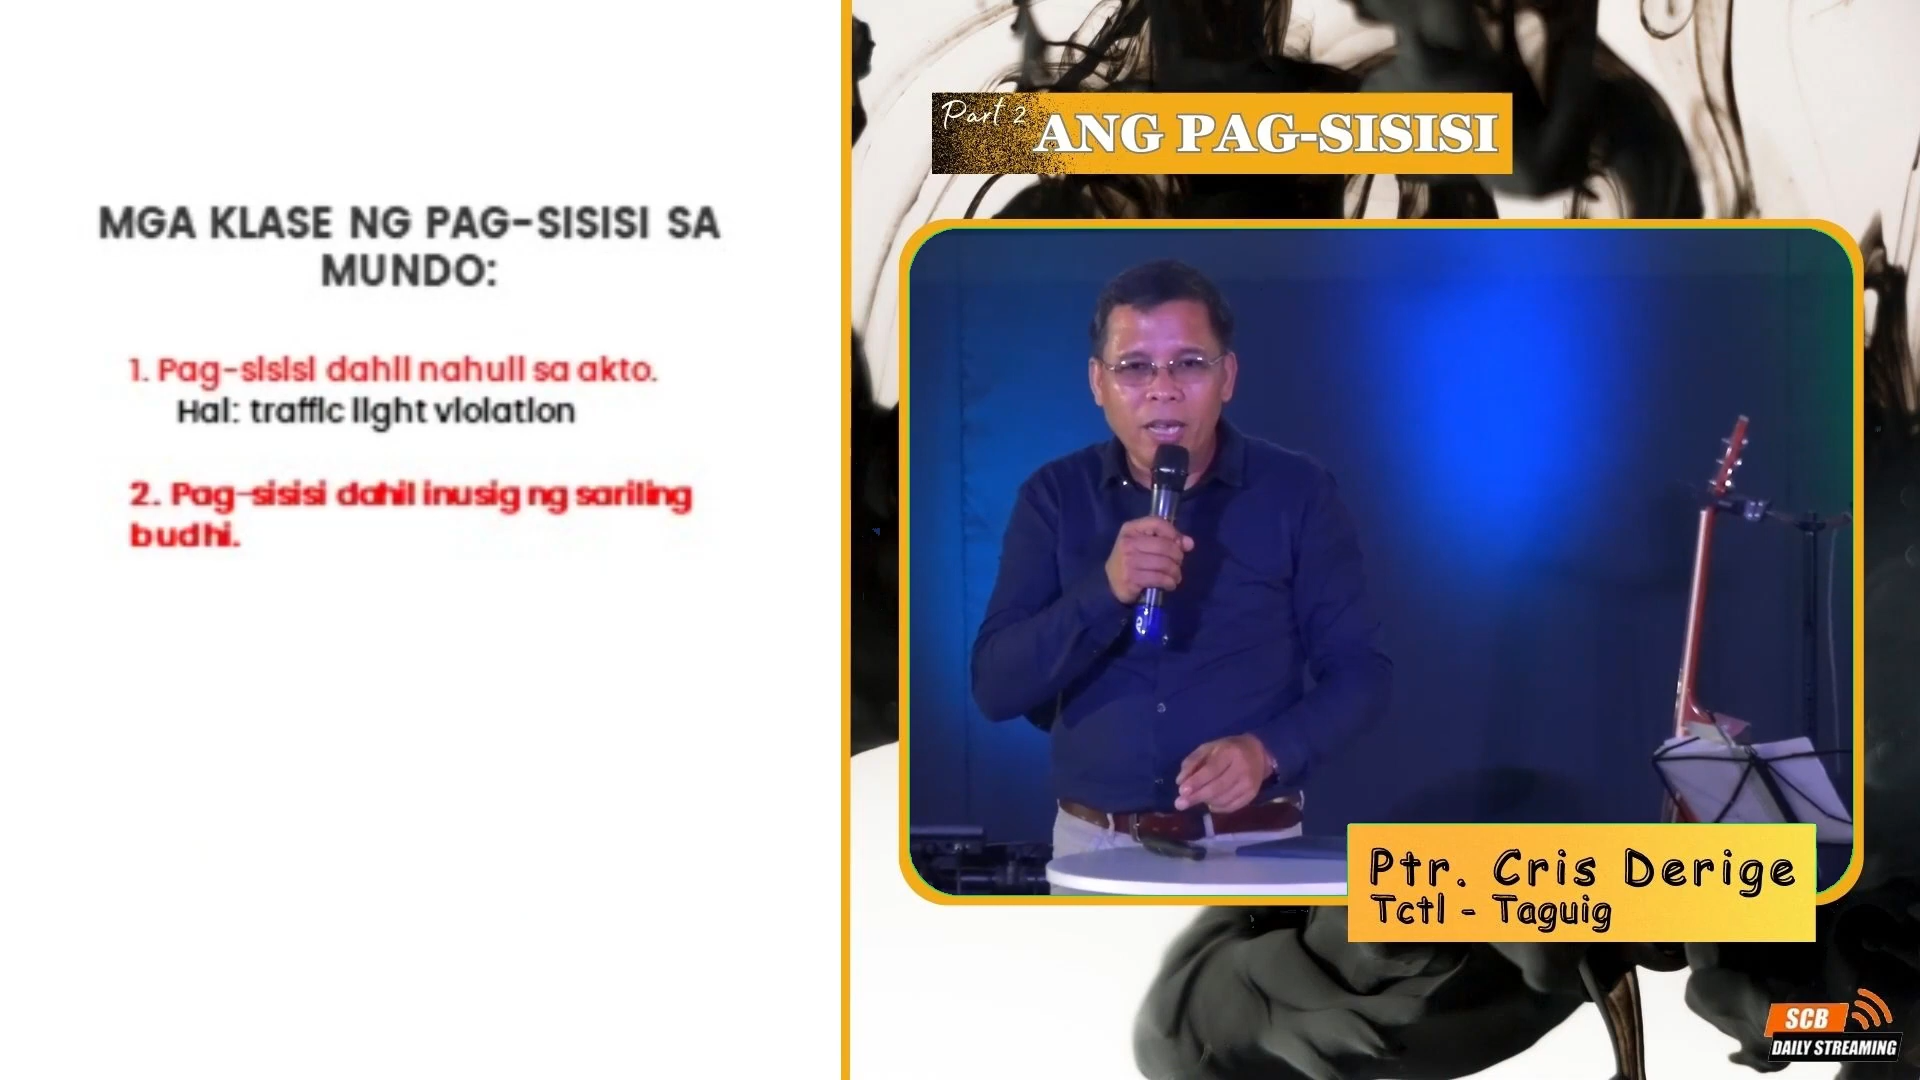 MGA KLASE NG PAG-SISISI SA
MUNDO:
1. Pag-sisisi dahil nahuli sa akto.
Hal: traffic light violation
2. Pag-sisisi dahil inusig ng sariling
budhi.
Part 2
ANG PAG-SISISI
Ptr. Cris Derige
Tctl - Taguig
SCB
DAILY STREAMING